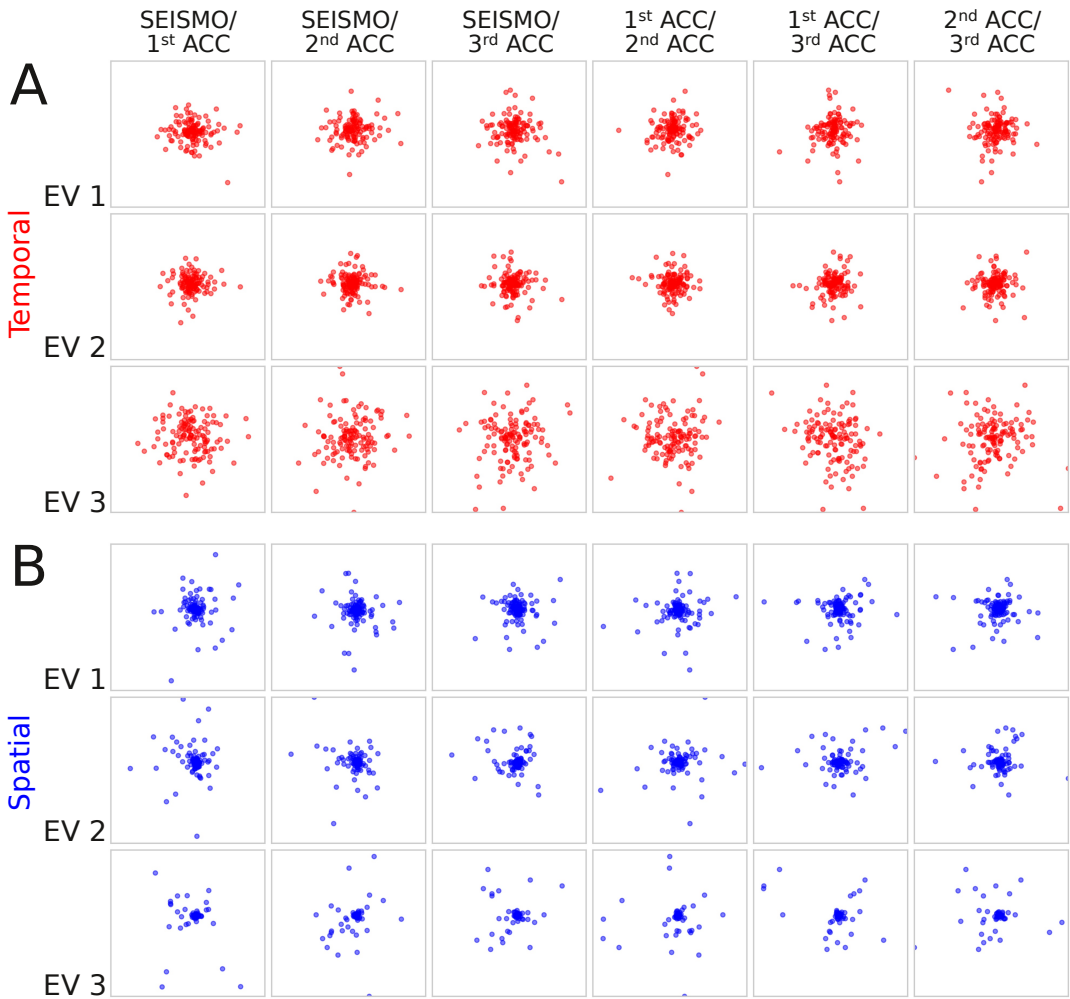 SEISMO/ SEISMO/ SEISMO/ 1st ACC/ 1st ACC/ 2nd ACC/
1st ACC 2nd ACC 3rd ACC 2nd ACC 3rd ACC 3rd ACC
A
EV 1
Temporal
EV 2
EV 3
B
EV 1
Spatial
EV 2
EV 3